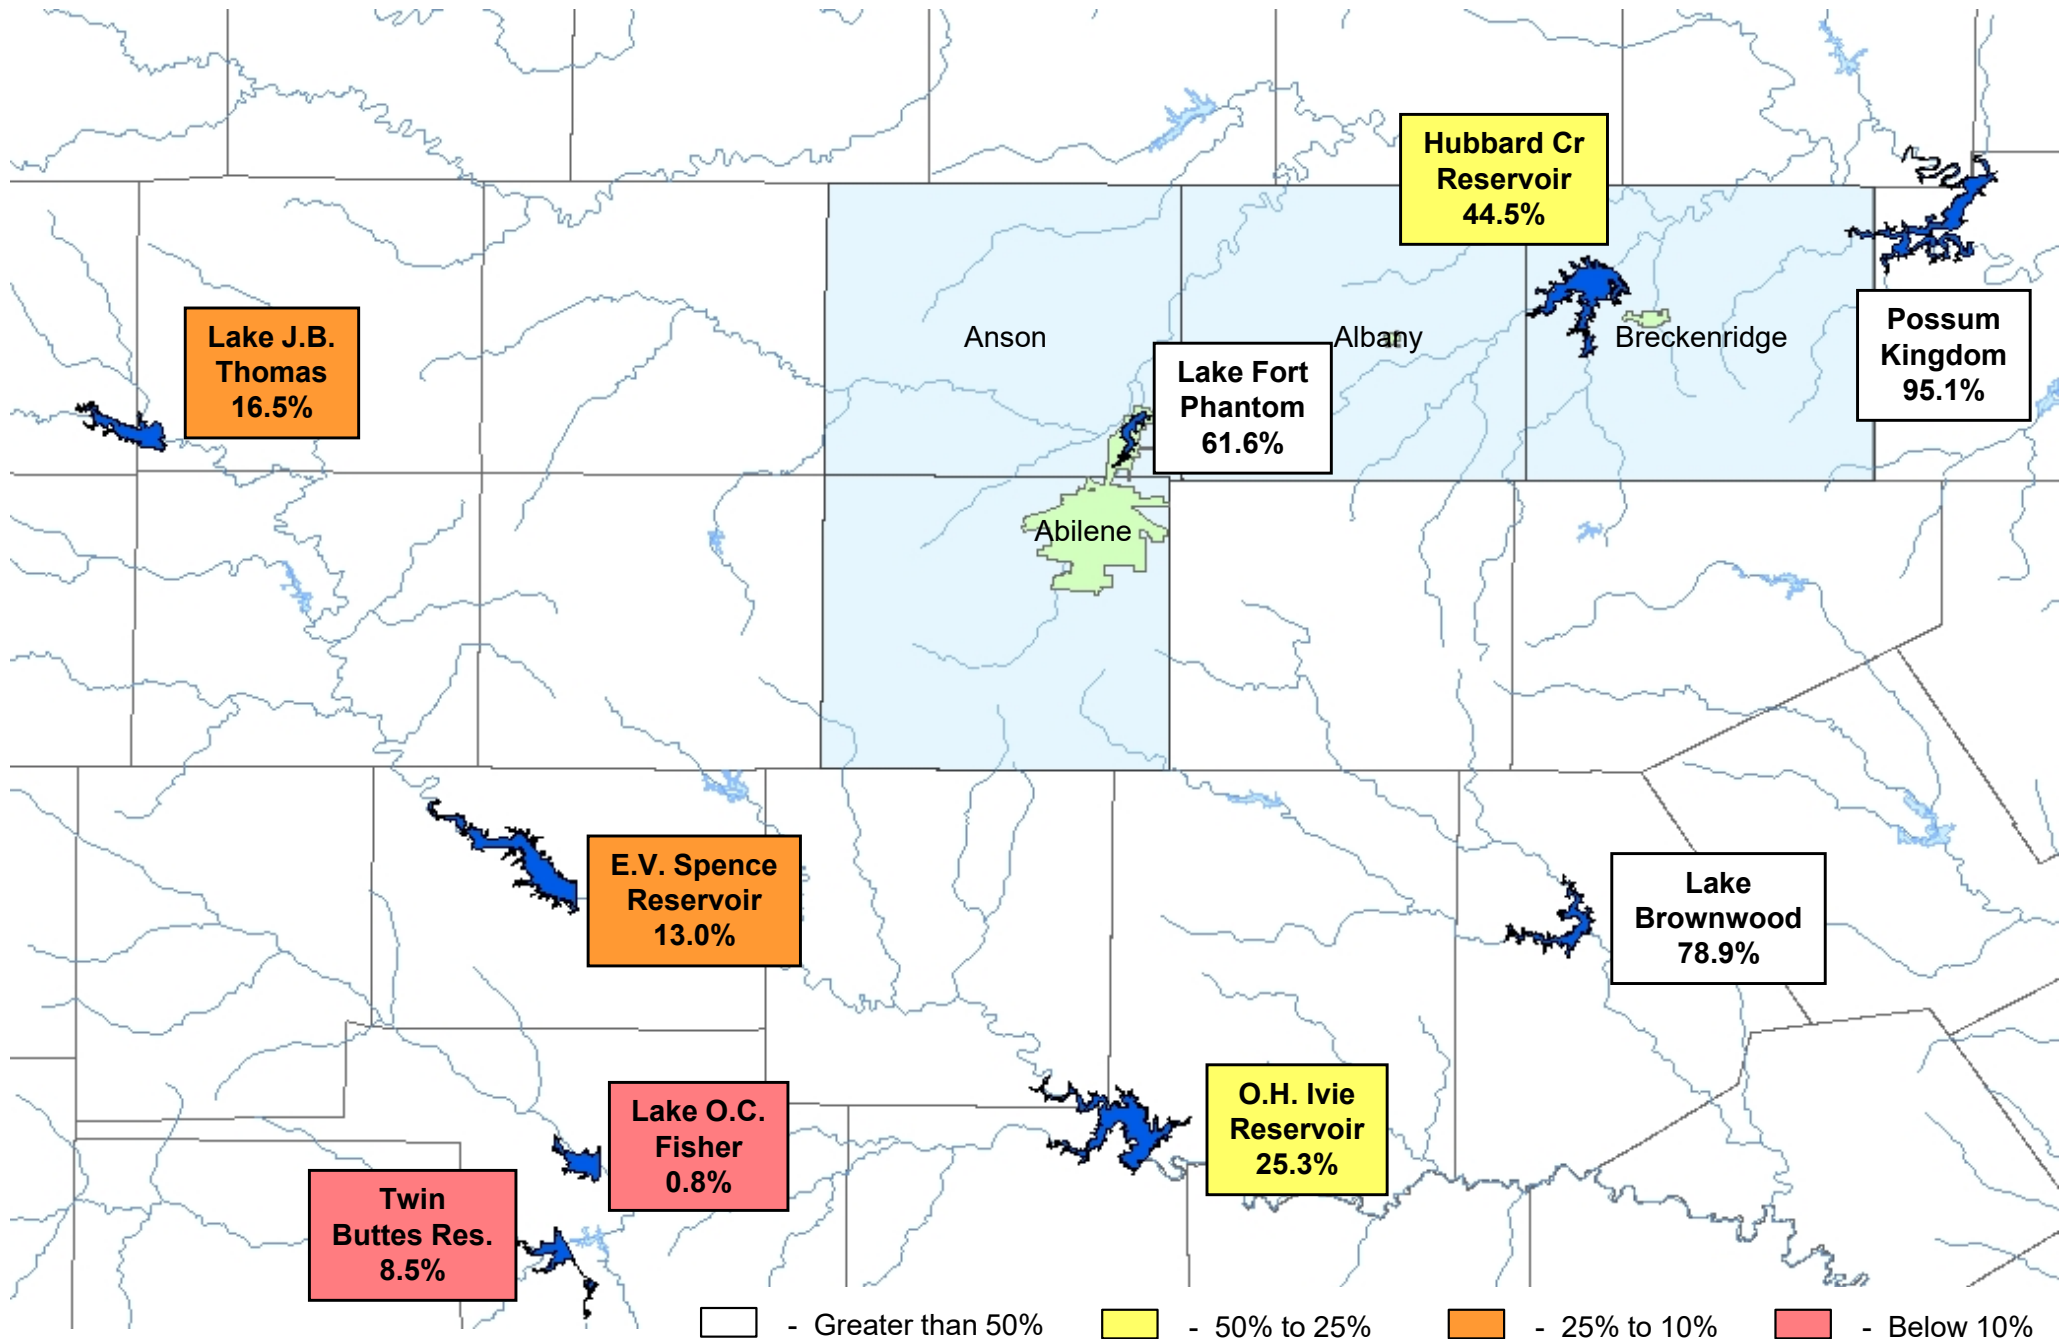 Hubbard Cr
Reservoir
44.5%
Lake J.B.
Thomas
16.5%
Anson
Albany
Breckenridge
Possum
Kingdom
95.1%
Lake Fort
Phantom
61.6%
Abilene
E.V. Spence
Reservoir
13.0%
Lake
Brownwood
78.9%
Lake O.C.
Fisher
0.8%
O.H. Ivie
Reservoir
25.3%
Twin
Buttes Res.
8.5%
- Greater than 50%
- 50% to 25%
- 25% to 10%
- Below 10%